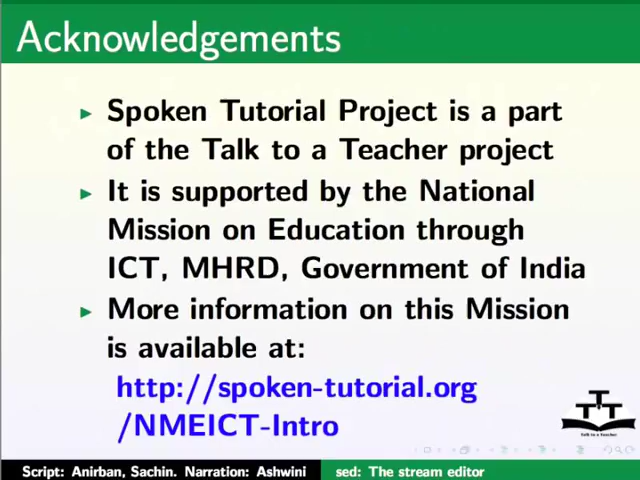 Acknowledgements
Spoken Tutorial Project is a part
of the Talk to a Teacher project
It is supported by the National
Mission on Education through
ICT, MHRD, Government of India
More information on this Mission
is available at:
http://spoken-tutorial.org
/NMEICT-Intro
TTT
Talk to a Teacher
Script: Anirban, Sachin. Narration: Ashwini
sed: The stream editor